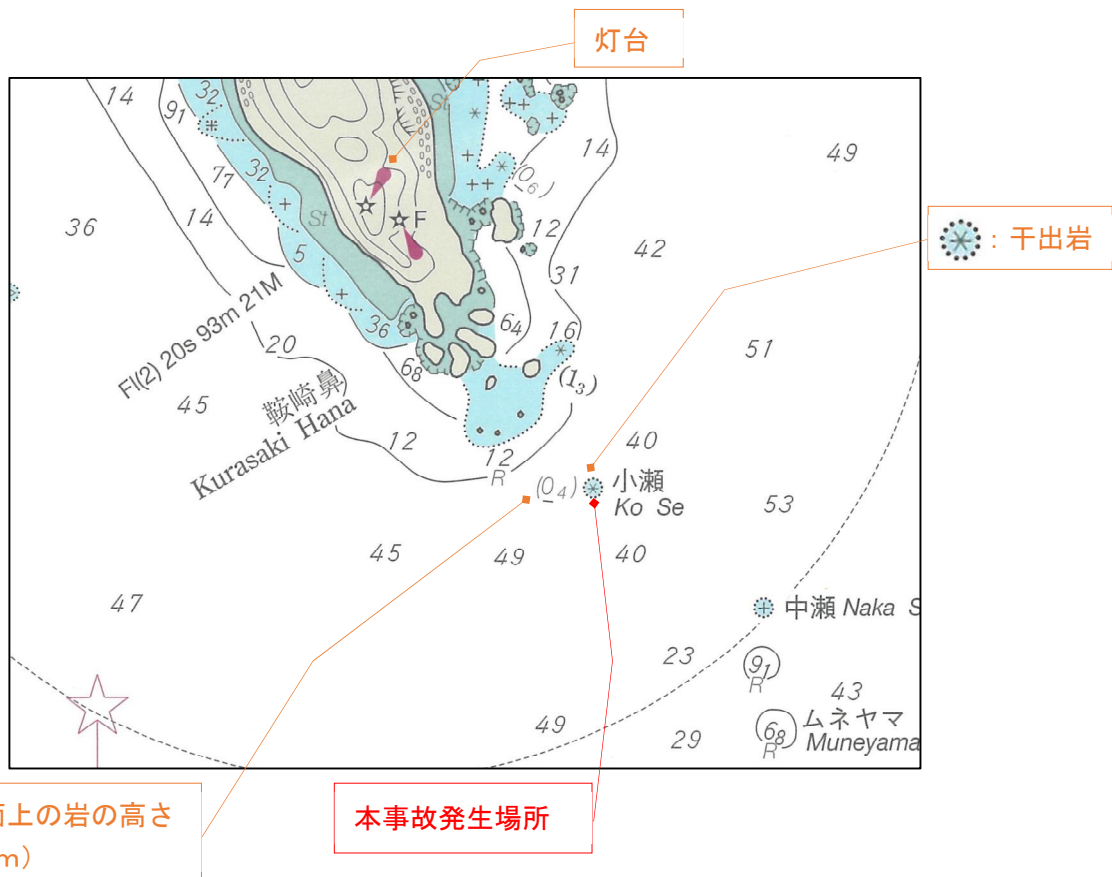 灯台
14
32
9₁
St
14
49
77
32
(0₆)
: 干出岩
36
14
St
F
12
42
5
31
Fl(2) 20s 93m 21M
36
6₄
16
20
6₈
(1₃)
51
45
鞍崎鼻
Kurasaki Hana
12
12
R
40
(0₄)
小瀬
Ko Se
53
45
49
40
47
中瀬 Naka S
23
9₁
R
43
49
29
6₈
R
ムネヤマ
Muneyama
上の岩の高さ
m）
本事故発生場所